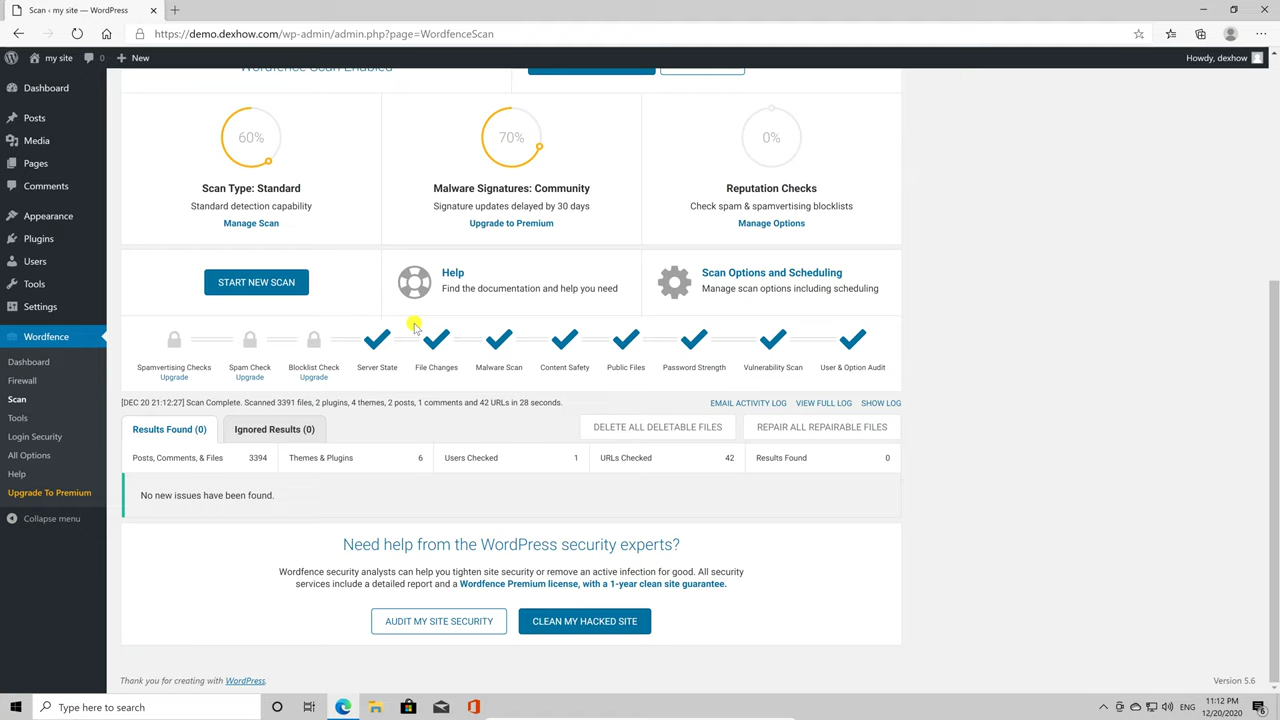 Scan ‹ my site — WordPress
https://demo.dexhow.com/wp-admin/admin.php?page=WordfenceScan
my site
0
New
Howdy, dexhow
Dashboard
Posts
Media
Pages
Comments
Appearance
Plugins
Users
Tools
Settings
Wordfence
Dashboard
Firewall
Scan
Tools
Login Security
All Options
Help
Upgrade To Premium
Collapse menu
Wordfence Scan Enabled
60%
70%
0%
Scan Type: Standard
Malware Signatures: Community
Reputation Checks
Standard detection capability
Signature updates delayed by 30 days
Check spam & spamvertising blocklists
Manage Scan
Upgrade to Premium
Manage Options
START NEW SCAN
Help
Find the documentation and help you need
Scan Options and Scheduling
Manage scan options including scheduling
Spamvertising Checks
Upgrade
Spam Check
Upgrade
Blocklist Check
Upgrade
Server State
File Changes
Malware Scan
Content Safety
Public Files
Password Strength
Vulnerability Scan
User & Option Audit
[DEC 20 21:12:27] Scan Complete. Scanned 3391 files, 2 plugins, 4 themes, 2 posts, 1 comments and 42 URLs in 28 seconds.
EMAIL ACTIVITY LOG
VIEW FULL LOG
SHOW LOG
Results Found (0)
Ignored Results (0)
DELETE ALL DELETABLE FILES
REPAIR ALL REPAIRABLE FILES
Posts, Comments, & Files 3394
Themes & Plugins 6
Users Checked 1
URLs Checked 42
Results Found 0
No new issues have been found.
Need help from the WordPress security experts?
Wordfence security analysts can help you tighten site security or remove an active infection for good. All security
services include a detailed report and a Wordfence Premium license, with a 1-year clean site guarantee.
AUDIT MY SITE SECURITY
CLEAN MY HACKED SITE
Thank you for creating with WordPress.
Version 5.6
Type here to search
ENG
11:12 PM
12/20/2020
6